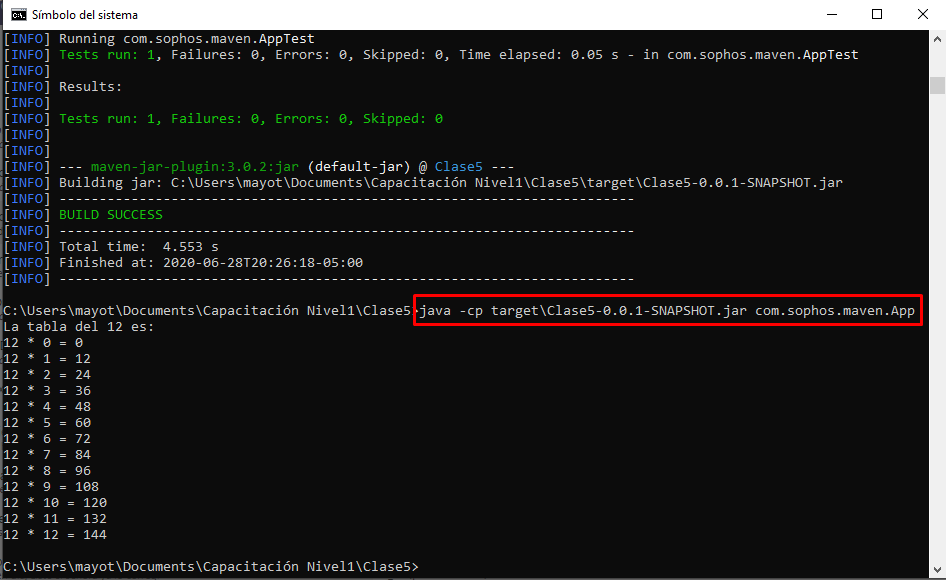 Símbolo del sistema
[INFO] Running com.sophos.maven.AppTest
[INFO] Tests run: 1, Failures: 0, Errors: 0, Skipped: 0, Time elapsed: 0.05 s - in com.sophos.maven.AppTest
[INFO]
[INFO] Results:
[INFO]
[INFO] Tests run: 1, Failures: 0, Errors: 0, Skipped: 0
[INFO]
[INFO]
[INFO] --- maven-jar-plugin:3.0.2:jar (default-jar) @ Clase5 ---
[INFO] Building jar: C:\Users\mayot\Documents\Capacitación Nivel1\Clase5\target\Clase5-0.0.1-SNAPSHOT.jar
[INFO] ------------------------------------------------------------------------
[INFO] BUILD SUCCESS
[INFO] ------------------------------------------------------------------------
[INFO] Total time:  4.553 s
[INFO] Finished at: 2020-06-28T20:26:18-05:00
[INFO] ------------------------------------------------------------------------
C:\Users\mayot\Documents\Capacitación Nivel1\Clase5>java -cp target\Clase5-0.0.1-SNAPSHOT.jar com.sophos.maven.App
La tabla del 12 es:
12 * 0 = 0
12 * 1 = 12
12 * 2 = 24
12 * 3 = 36
12 * 4 = 48
12 * 5 = 60
12 * 6 = 72
12 * 7 = 84
12 * 8 = 96
12 * 9 = 108
12 * 10 = 120
12 * 11 = 132
12 * 12 = 144
C:\Users\mayot\Documents\Capacitación Nivel1\Clase5>